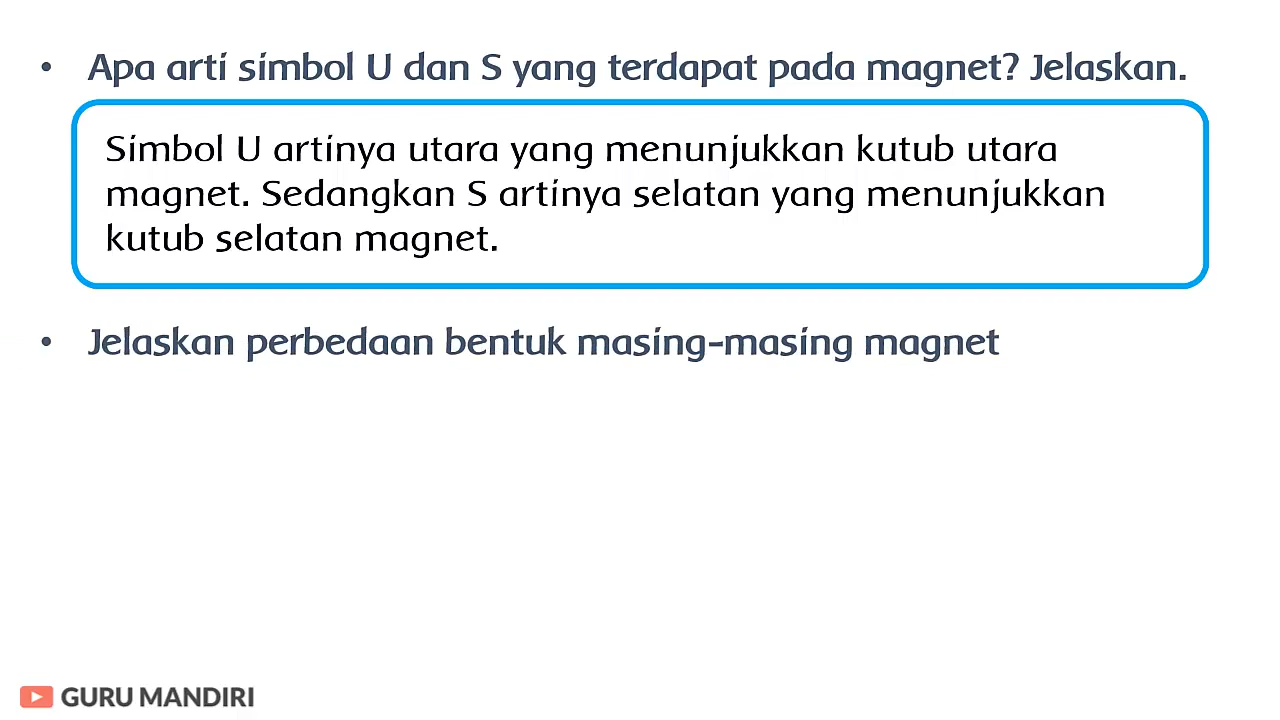 • Apa arti simbol U dan S yang terdapat pada magnet? Jelaskan.
Simbol U artinya utara yang menunjukkan kutub utara
magnet. Sedangkan S artinya selatan yang menunjukkan
kutub selatan magnet.
• Jelaskan perbedaan bentuk masing-masing magnet
GURU MANDIRI